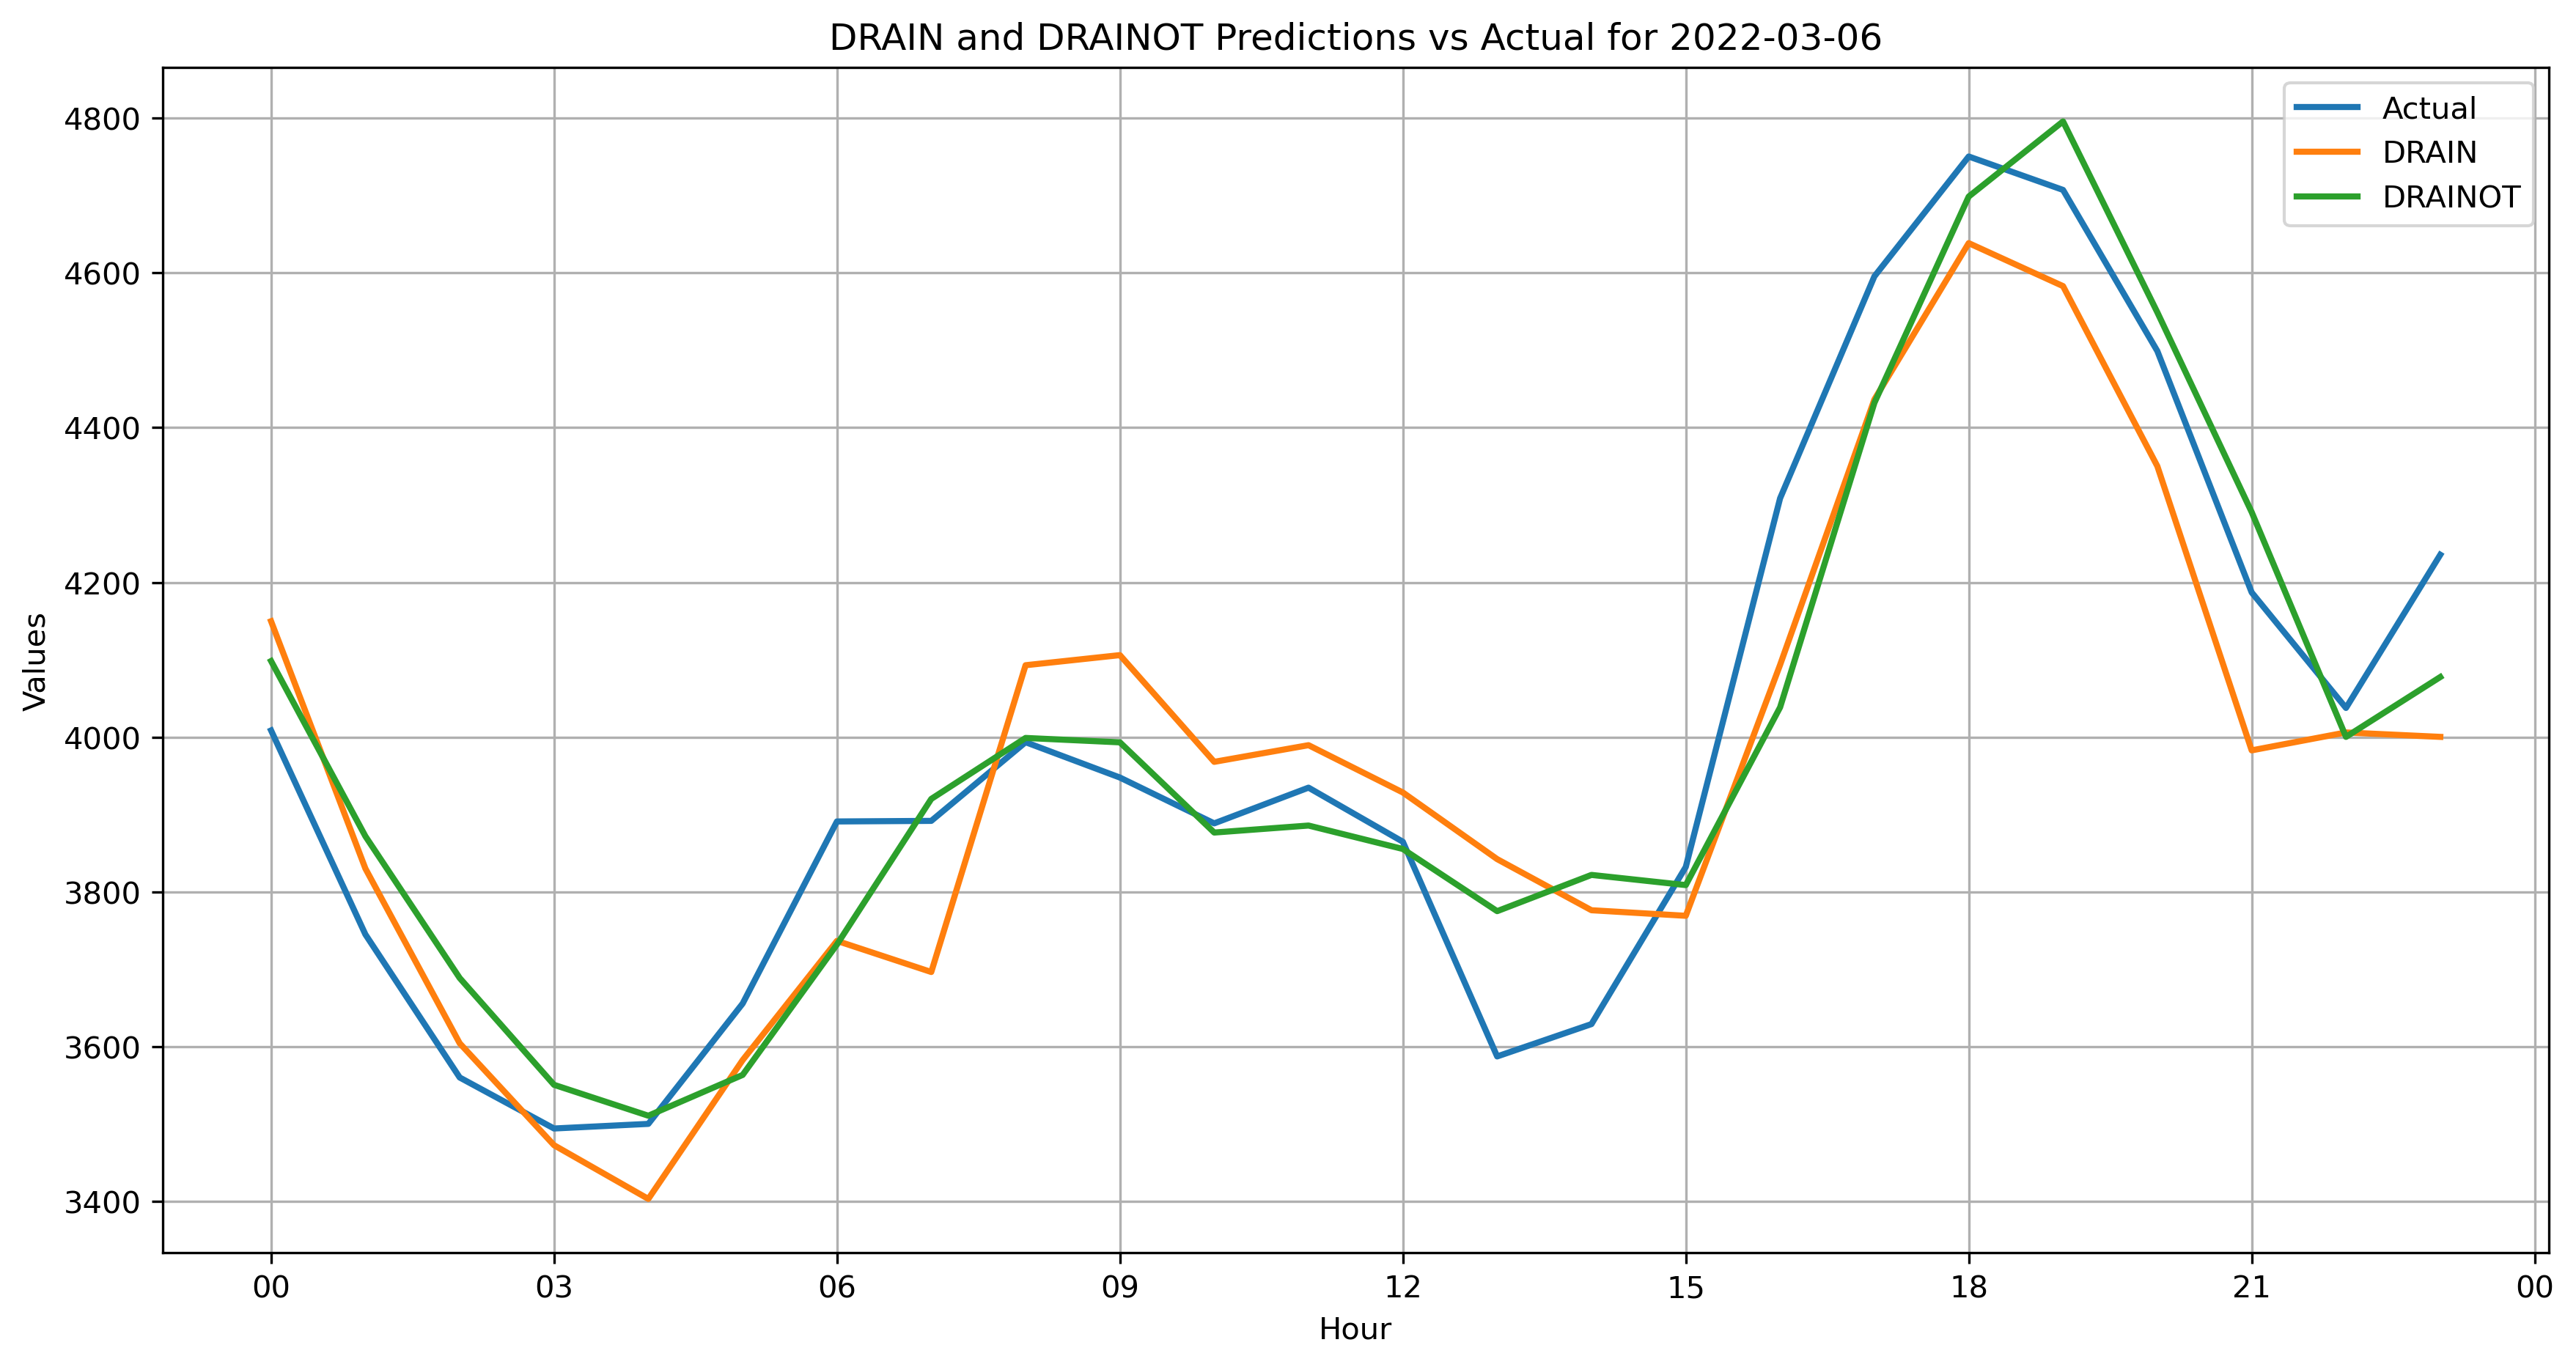 DRAIN and DRAINOT Predictions vs Actual for 2022-03-06
Actual
DRAIN
DRAINOT
4800
4600
4400
4200
4000
3800
3600
3400
Values
00 03 06 09 12 15 18 21 00
Hour